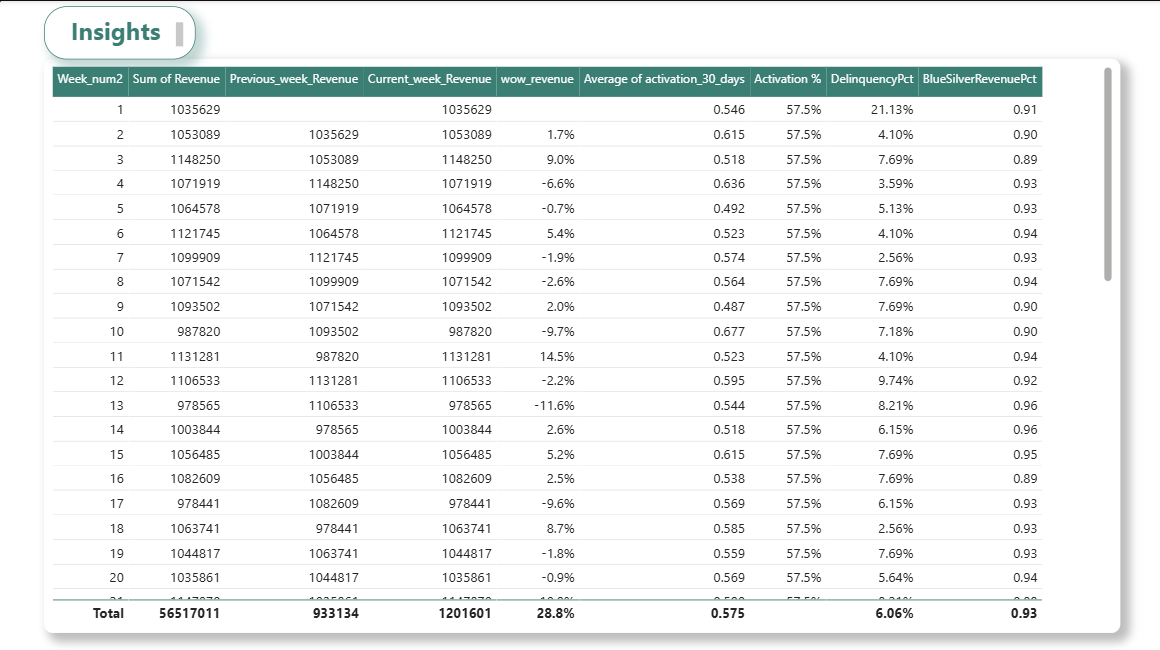 Insights
Week_num2 Sum of Revenue Previous_week_Revenue Current_week_Revenue wow_revenue Average of activation_30_days Activation % DelinquencyPct BlueSilverRevenuePct
1 1035629 1035629 0.546 57.5% 21.13% 0.91
2 1053089 1035629 1053089 1.7% 0.615 57.5% 4.10% 0.90
3 1148250 1053089 1148250 9.0% 0.518 57.5% 7.69% 0.89
4 1071919 1148250 1071919 -6.6% 0.636 57.5% 3.59% 0.93
5 1064578 1071919 1064578 -0.7% 0.492 57.5% 5.13% 0.93
6 1121745 1064578 1121745 5.4% 0.523 57.5% 4.10% 0.94
7 1099909 1121745 1099909 -1.9% 0.574 57.5% 2.56% 0.93
8 1071542 1099909 1071542 -2.6% 0.564 57.5% 7.69% 0.94
9 1093502 1071542 1093502 2.0% 0.487 57.5% 7.69% 0.90
10 987820 1093502 987820 -9.7% 0.677 57.5% 7.18% 0.90
11 1131281 987820 1131281 14.5% 0.523 57.5% 4.10% 0.94
12 1106533 1131281 1106533 -2.2% 0.595 57.5% 9.74% 0.92
13 978565 1106533 978565 -11.6% 0.544 57.5% 8.21% 0.96
14 1003844 978565 1003844 2.6% 0.518 57.5% 6.15% 0.96
15 1056485 1003844 1056485 5.2% 0.615 57.5% 7.69% 0.95
16 1082609 1056485 1082609 2.5% 0.538 57.5% 7.69% 0.89
17 978441 1082609 978441 -9.6% 0.569 57.5% 6.15% 0.93
18 1063741 978441 1063741 8.7% 0.585 57.5% 2.56% 0.93
19 1044817 1063741 1044817 -1.8% 0.559 57.5% 7.69% 0.93
20 1035861 1044817 1035861 -0.9% 0.569 57.5% 5.64% 0.94
Total 56517011 933134 1201601 28.8% 0.575 6.06% 0.93